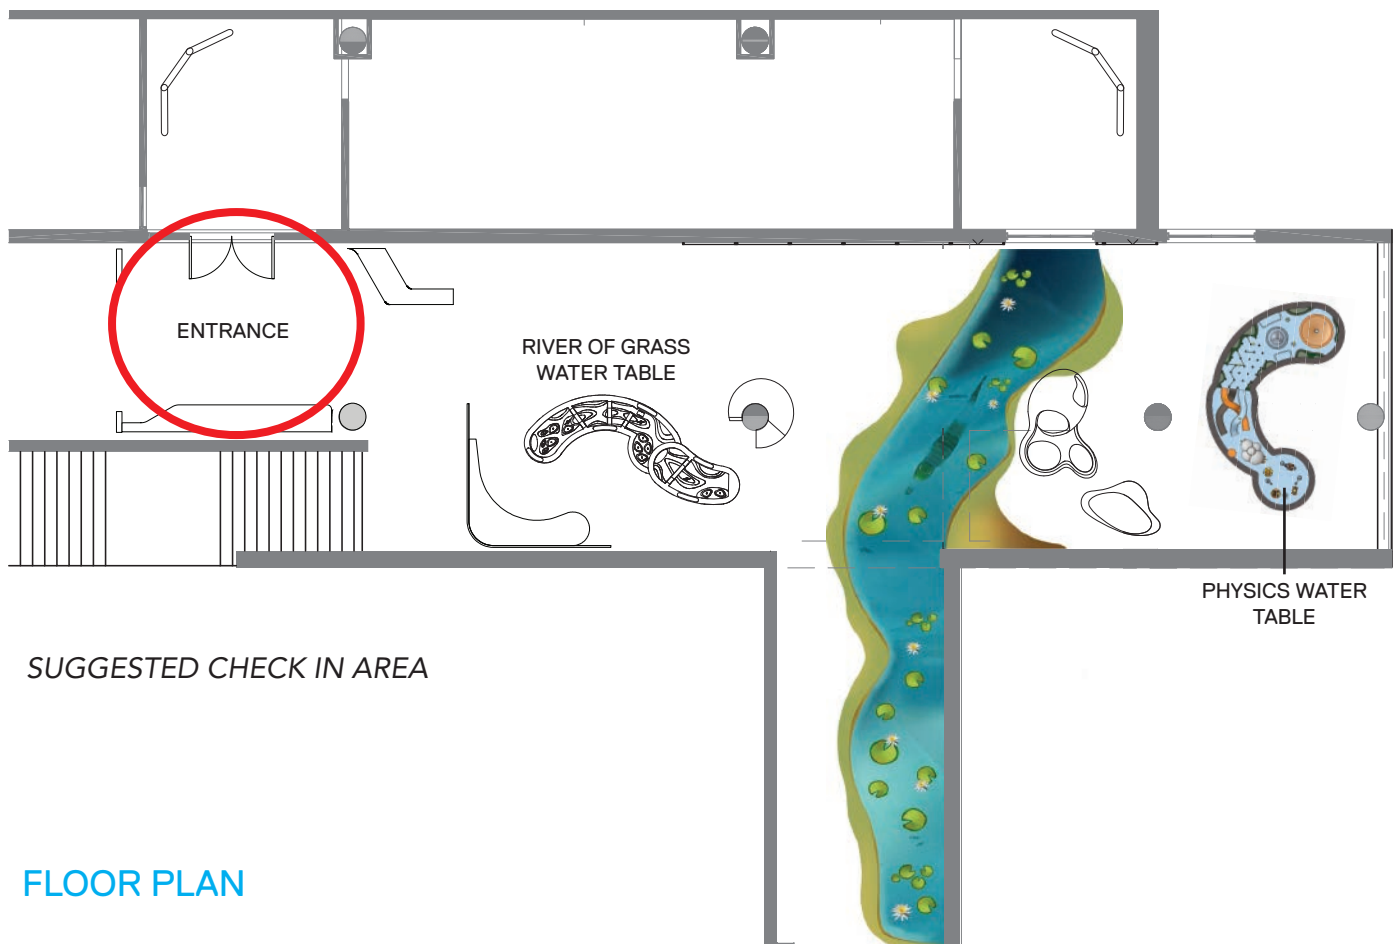 ENTRANCE
RIVER OF GRASS
WATER TABLE
PHYSICS WATER
TABLE
SUGGESTED CHECK IN AREA
FLOOR PLAN